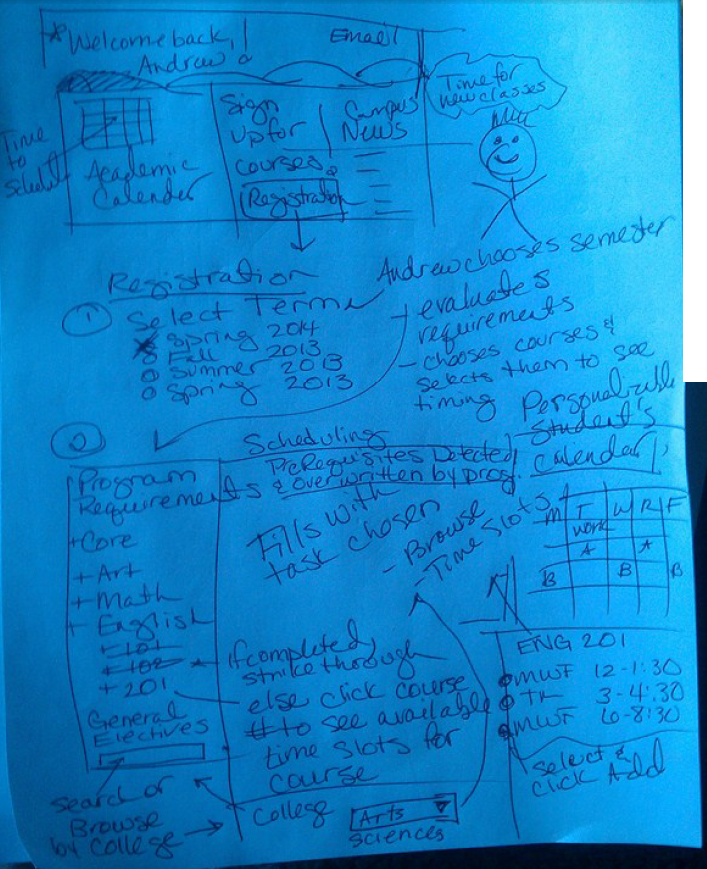 * Welcome back,
Andrew
Email
Time for
new classes
Time
to
Academic
Calender
Sign
up for
courses
Registration
Campus
News
Registration
① Select Term
Spring 2014
Fall 2013
Summer 2013
Spring 2013
Andrew chooses semester
+ evaluates
requirements
- chooses courses &
selects them to see
timing
Personalizable
Student's
Calender
②
Scheduling
PreRequisites Detected
& overwritten by prog.
Program
Requirements
+ Core
+ Art
+ Math
+ English
+ 101
+ 102
+ 201
General
Electives
Fills with
task chosen
- Browse
- Time slots
M T W R F
work
A A
B B B
* if completed,
strikethrough
else click course
# to see available
time slots for
course
ENG 201
MWF 12-1:30
TR 3-4:30
MWF 6-8:30
select &
click Add
search or
Browse
by College
College
Arts
Sciences